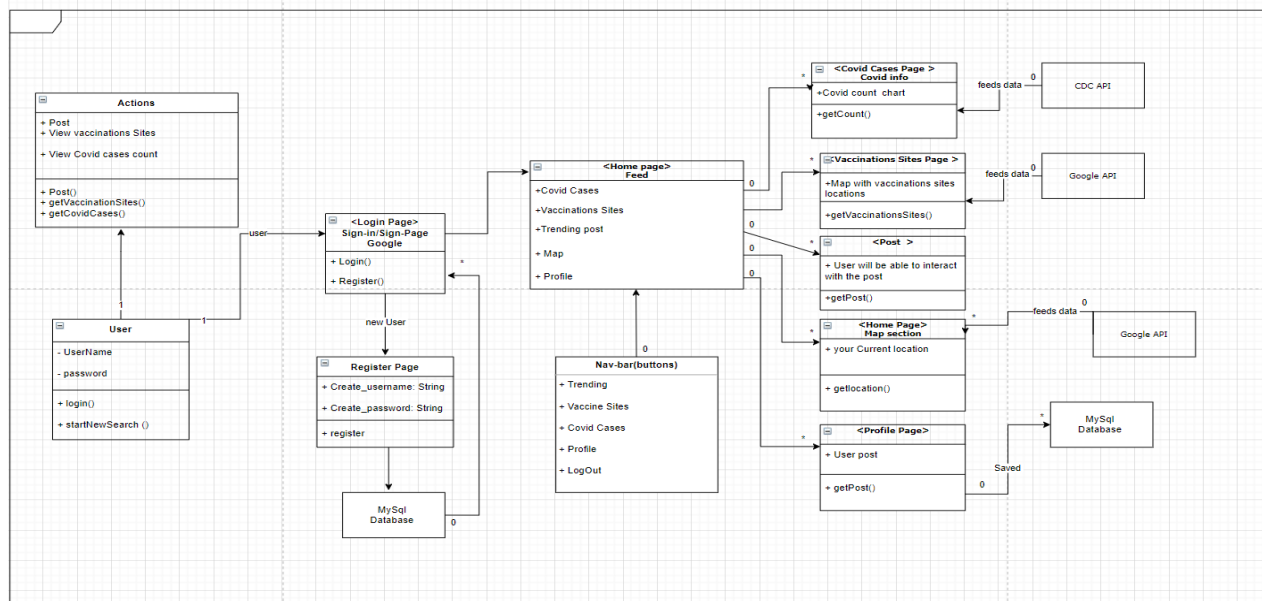 Actions
+ Post
+ View vaccinations Sites
+ View Covid cases count
+ Post()
+ getVaccinationSites()
+ getCovidCases()
1
User
- UserName
- password
+ login()
+ startNewSearch ()
1
user
<Login Page>
Sign-in/Sign-Page
Google
+ Login()
+ Register()
*
new User
Register Page
+ Create_username: String
+ Create_password: String
+ register
MySql
Database
0
<Home page>
Feed
+Covid Cases
+Vaccinations Sites
+Trending post
+ Map
+ Profile
0
0
0
0
0
Nav-bar(buttons)
+ Trending
+ Vaccine Sites
+ Covid Cases
+ Profile
+ LogOut
*
<Covid Cases Page >
Covid info
+Covid count chart
+getCount()
feeds data
0
CDC API
*
<Vaccinations Sites Page >
+Map with vaccinations sites
locations
+getVaccinationsSites()
feeds data
0
Google API
*
<Post >
+ User will be able to interact
with the post
+getPost()
*
<Home Page>
Map section
+ your Current location
+ getlocation()
*
feeds data
0
Google API
*
<Profile Page>
+ User post
+ getPost()
0
Saved
*
MySql
Database